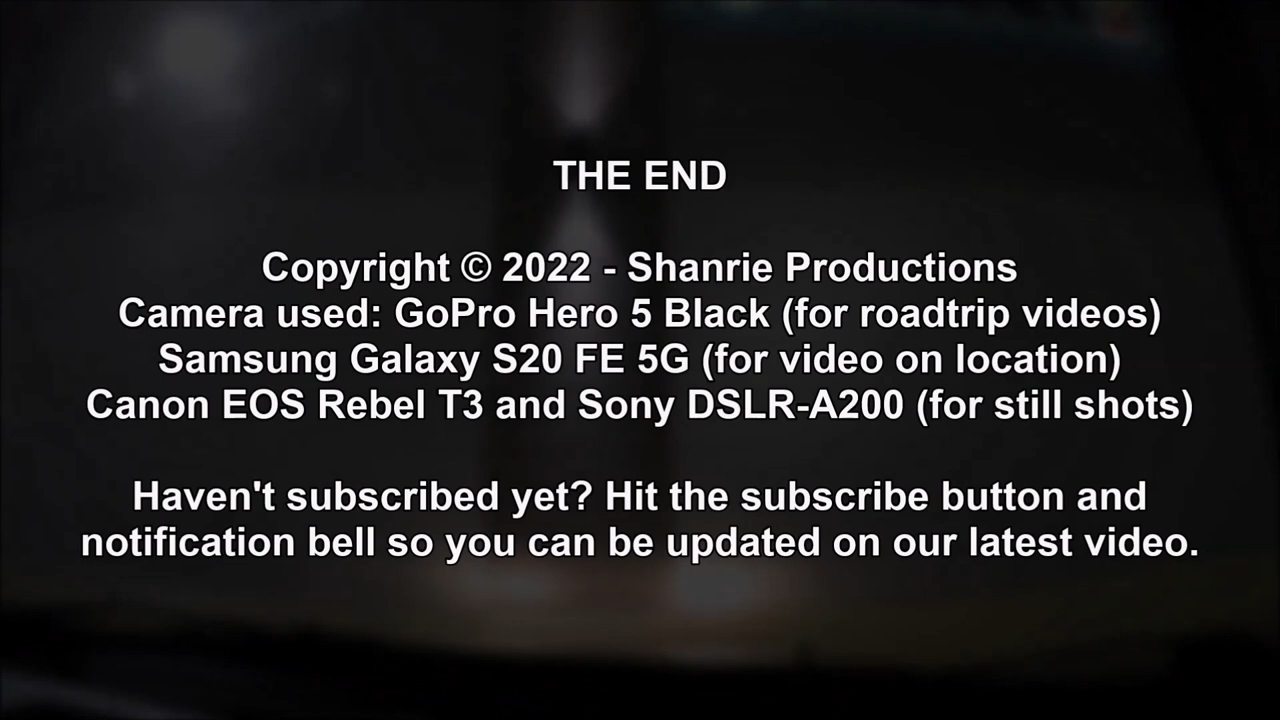 THE END
Copyright © 2022 - Shanrie Productions
Camera used: GoPro Hero 5 Black (for roadtrip videos)
Samsung Galaxy S20 FE 5G (for video on location)
Canon EOS Rebel T3 and Sony DSLR-A200 (for still shots)
Haven't subscribed yet? Hit the subscribe button and
notification bell so you can be updated on our latest video.